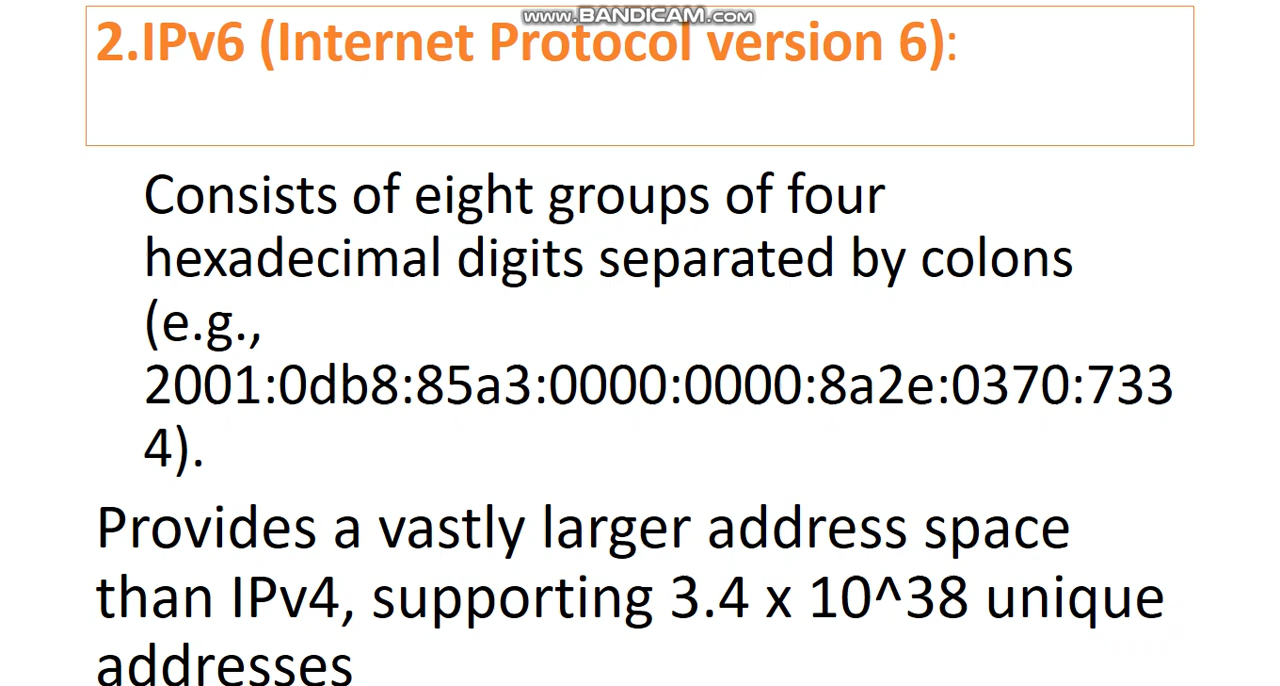 www.BANDICAM.com
2.IPv6 (Internet Protocol version 6):
Consists of eight groups of four
hexadecimal digits separated by colons
(e.g.,
2001:0db8:85a3:0000:0000:8a2e:0370:733
4).
Provides a vastly larger address space
than IPv4, supporting 3.4 x 10^38 unique
addresses